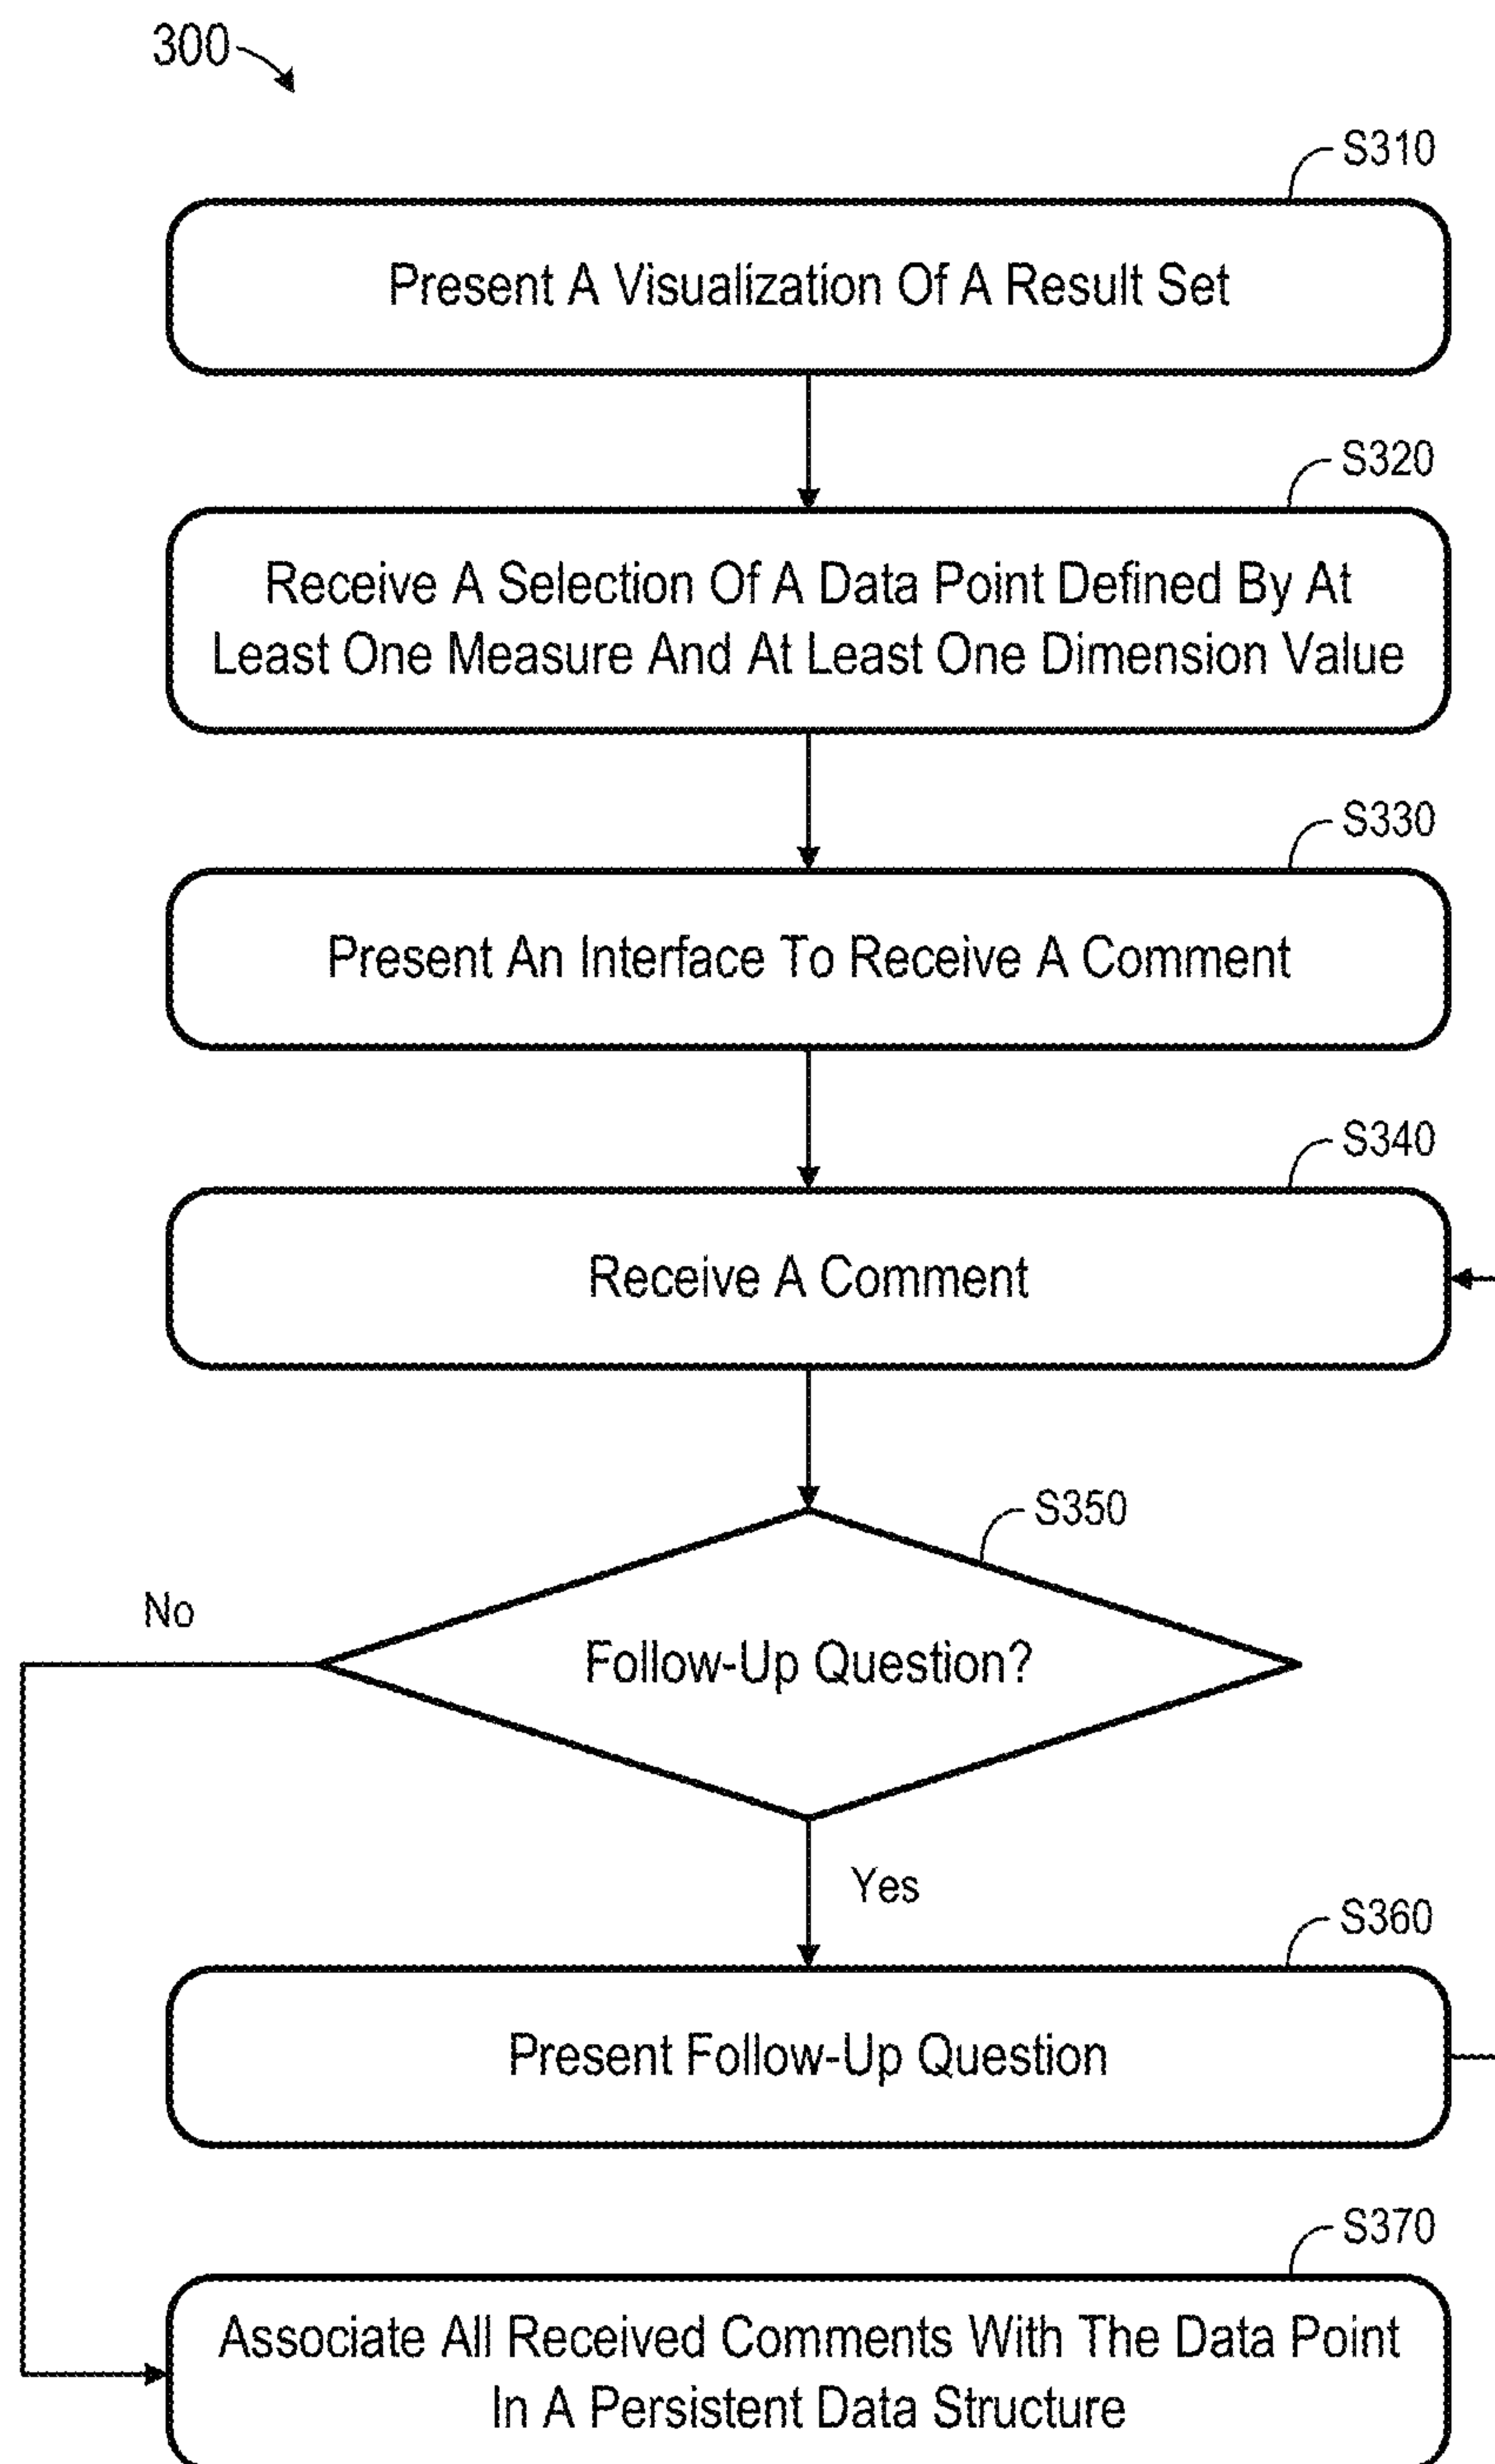 300
S310
Present A Visualization Of A Result Set
S320
Receive A Selection Of A Data Point Defined By At
Least One Measure And At Least One Dimension Value
S330
Present An Interface To Receive A Comment
S340
Receive A Comment
S350
No
Follow-Up Question?
Yes
S360
Present Follow-Up Question
S370
Associate All Received Comments With The Data Point
In A Persistent Data Structure